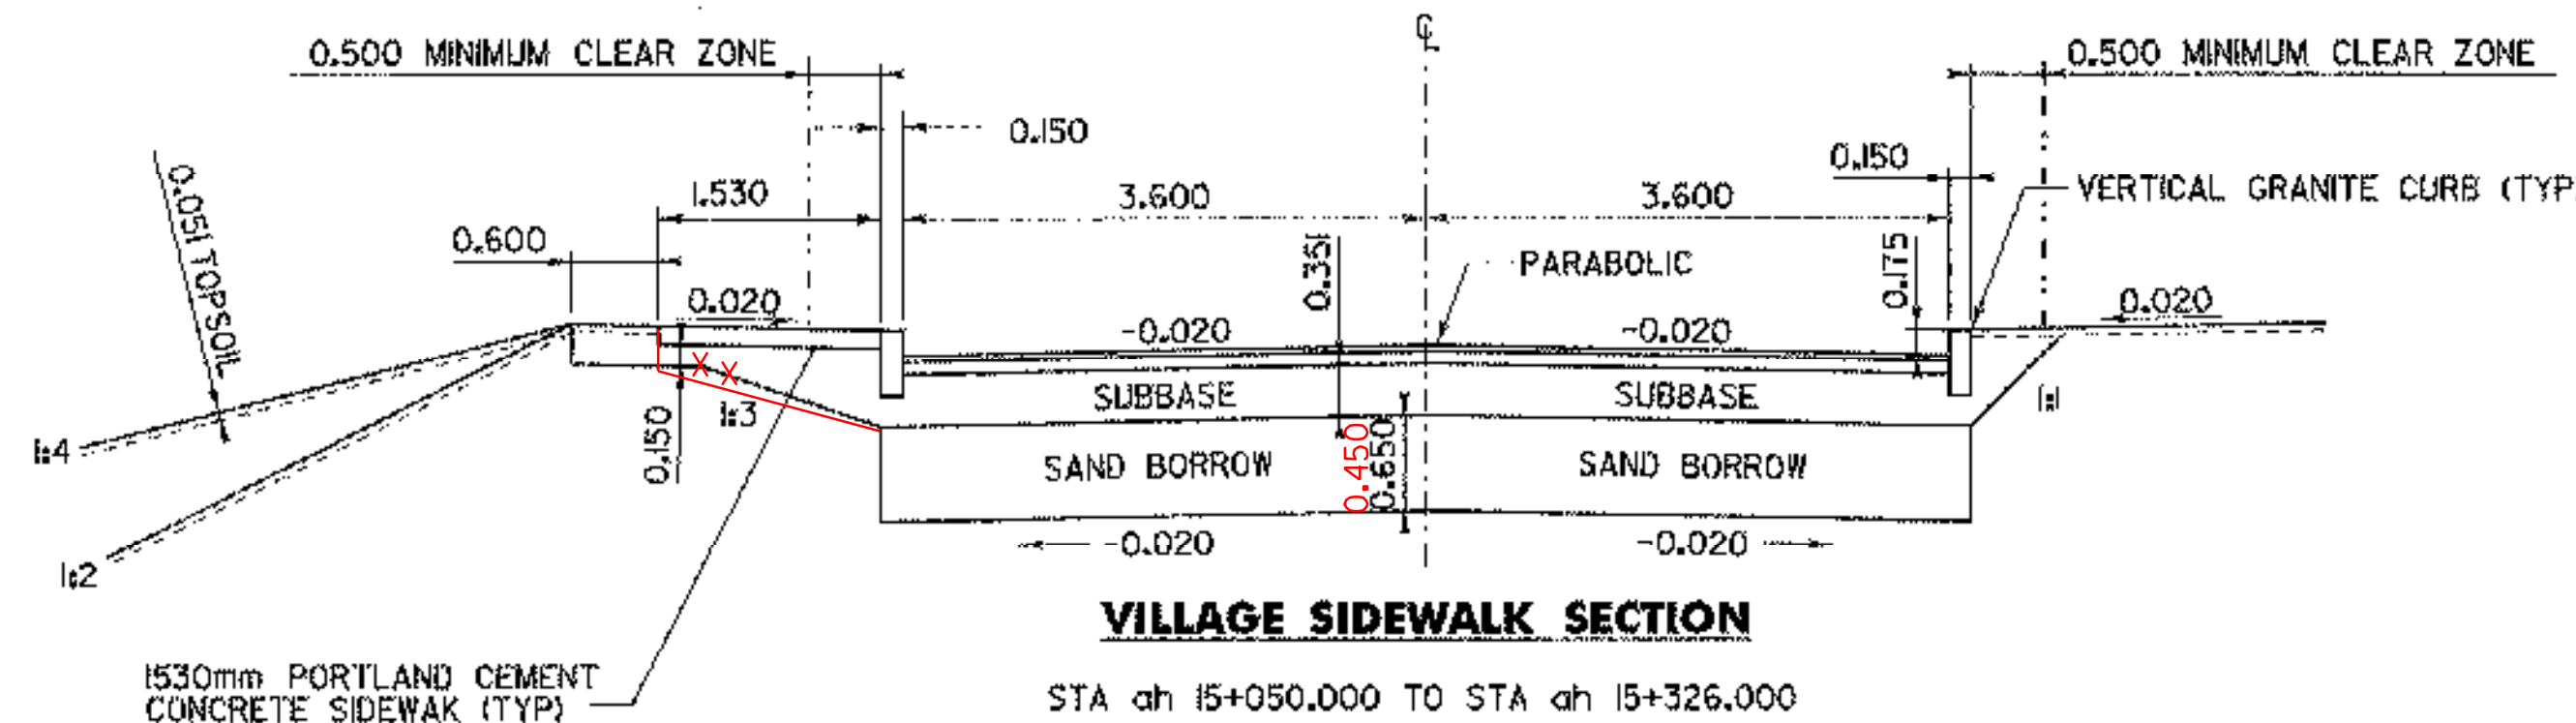 0.500 MINIMUM CLEAR ZONE
℄
0.500 MINIMUM CLEAR ZONE
0.150
0.150
1.530
3.600
3.600
VERTICAL GRANITE CURB (TYP
0.051 TOPSOIL
0.600
0.351
PARABOLIC
0.175
0.020
-0.020
-0.020
0.020
X X
SUBBASE
SUBBASE
1:1
1:3
1:4
0.150
SAND BORROW
0.450
0.650
SAND BORROW
-0.020
-0.020
1:2
VILLAGE SIDEWALK SECTION
1530mm PORTLAND CEMENT
CONCRETE SIDEWAK (TYP)
STA ah 15+050.000 TO STA ah 15+326.000